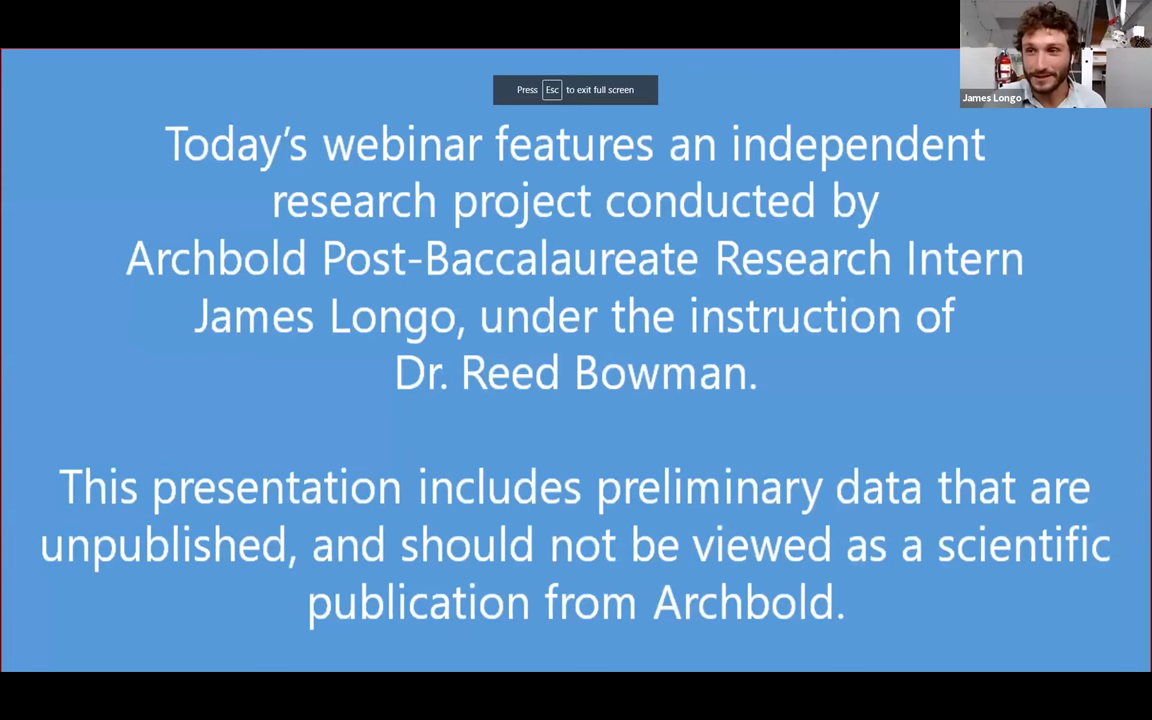 Press Esc to exit full screen
James Longo
Today's webinar features an independent
research project conducted by
Archbold Post-Baccalaureate Research Intern
James Longo, under the instruction of
Dr. Reed Bowman.
This presentation includes preliminary data that are
unpublished, and should not be viewed as a scientific
publication from Archbold.